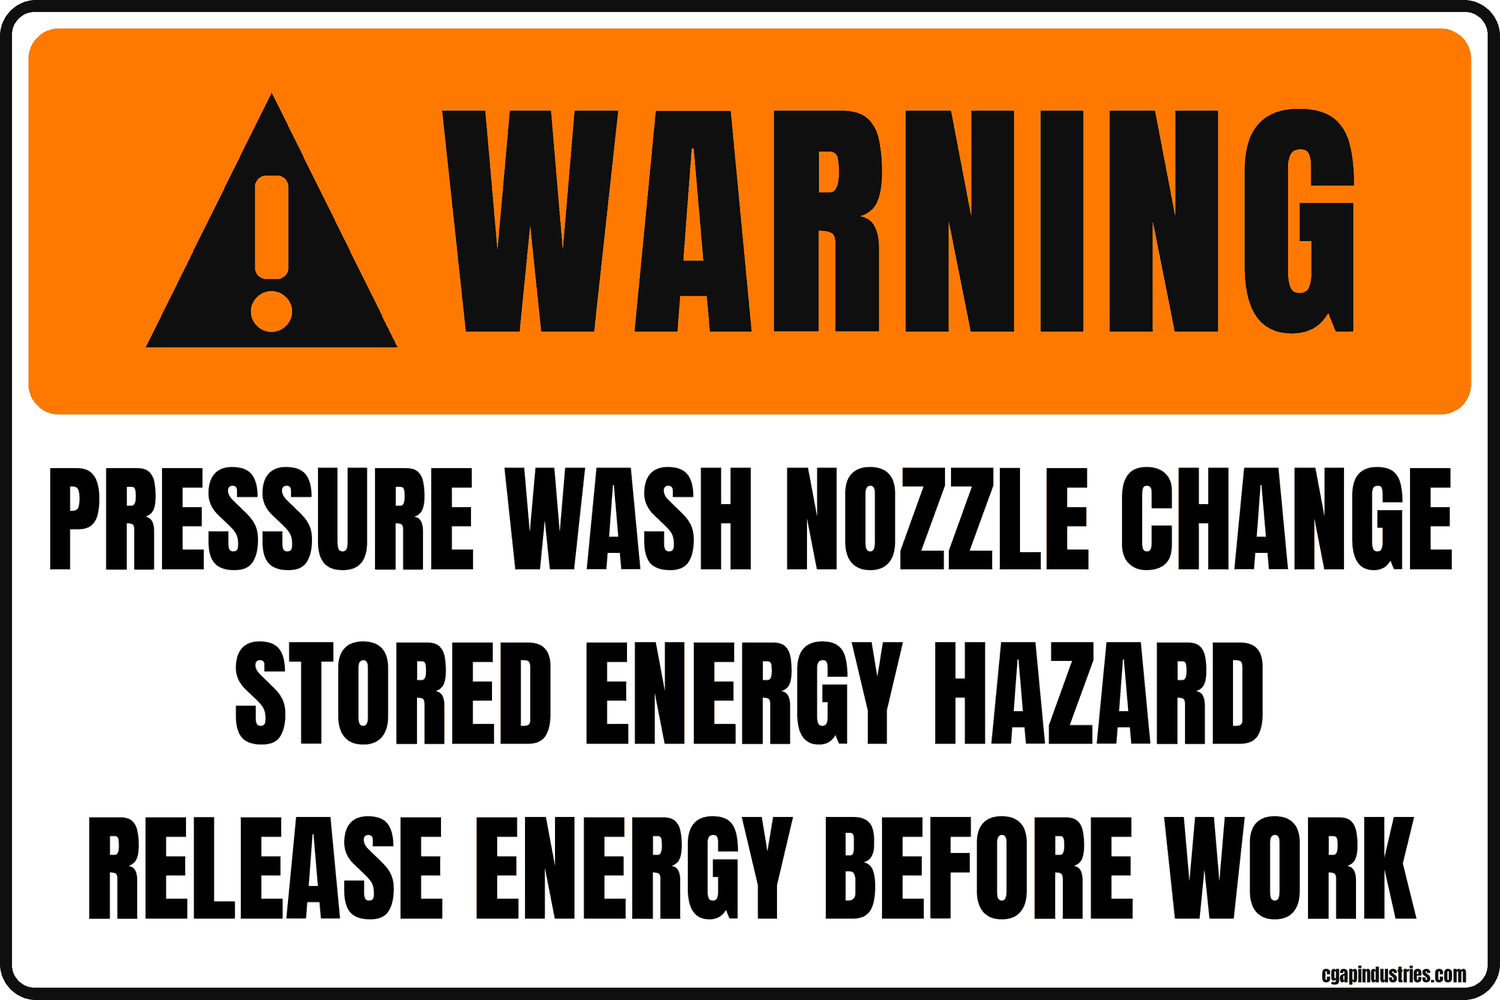 WARNING
PRESSURE WASH NOZZLE CHANGE
STORED ENERGY HAZARD
RELEASE ENERGY BEFORE WORK
cgapindustries.com